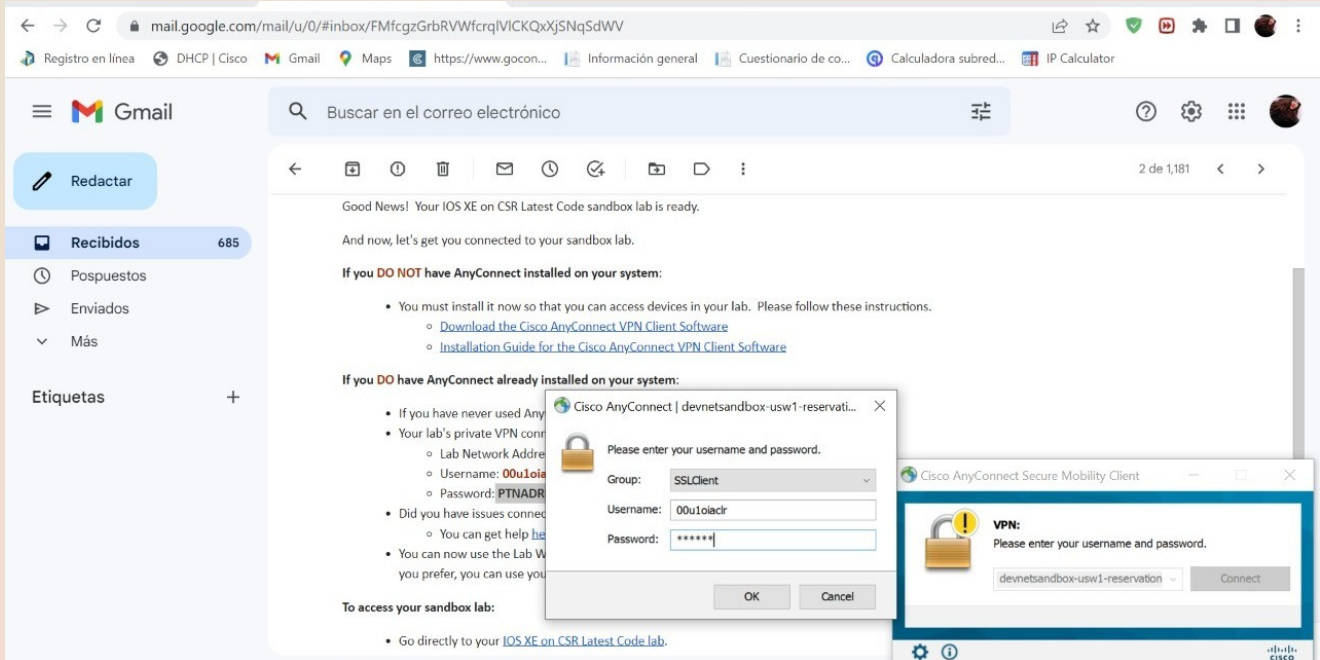 mail.google.com/mail/u/0/#inbox/FMfcgzGrbRVWfcrqlVlCKQxXjSNqSdWV
Registro en línea DHCP | Cisco Gmail Maps https://www.gocon... Información general Cuestionario de co... Calculadora subred... IP Calculator
Gmail
Buscar en el correo electrónico
Redactar
2 de 1,181
Recibidos 685
Pospuestos
Enviados
Más
Etiquetas
Good News! Your IOS XE on CSR Latest Code sandbox lab is ready.
And now, let's get you connected to your sandbox lab.
If you DO NOT have AnyConnect installed on your system:
• You must install it now so that you can access devices in your lab. Please follow these instructions.
Download the Cisco AnyConnect VPN Client Software
Installation Guide for the Cisco AnyConnect VPN Client Software
If you DO have AnyConnect already installed on your system:
• If you have never used Any
• Your lab's private VPN conn
Lab Network Addre
Username: 00u1oia
Password: PTNADR
• Did you have issues connec
You can get help he
• You can now use the Lab W
you prefer, you can use you
To access your sandbox lab:
• Go directly to your IOS XE on CSR Latest Code lab.
Cisco AnyConnect | devnetsandbox-usw1-reservati...
Please enter your username and password.
Group: SSLClient
Username: 00u1oiaclr
Password: ******
OK Cancel
Cisco AnyConnect Secure Mobility Client
VPN:
Please enter your username and password.
devnetsandbox-usw1-reservation Connect
CISCO